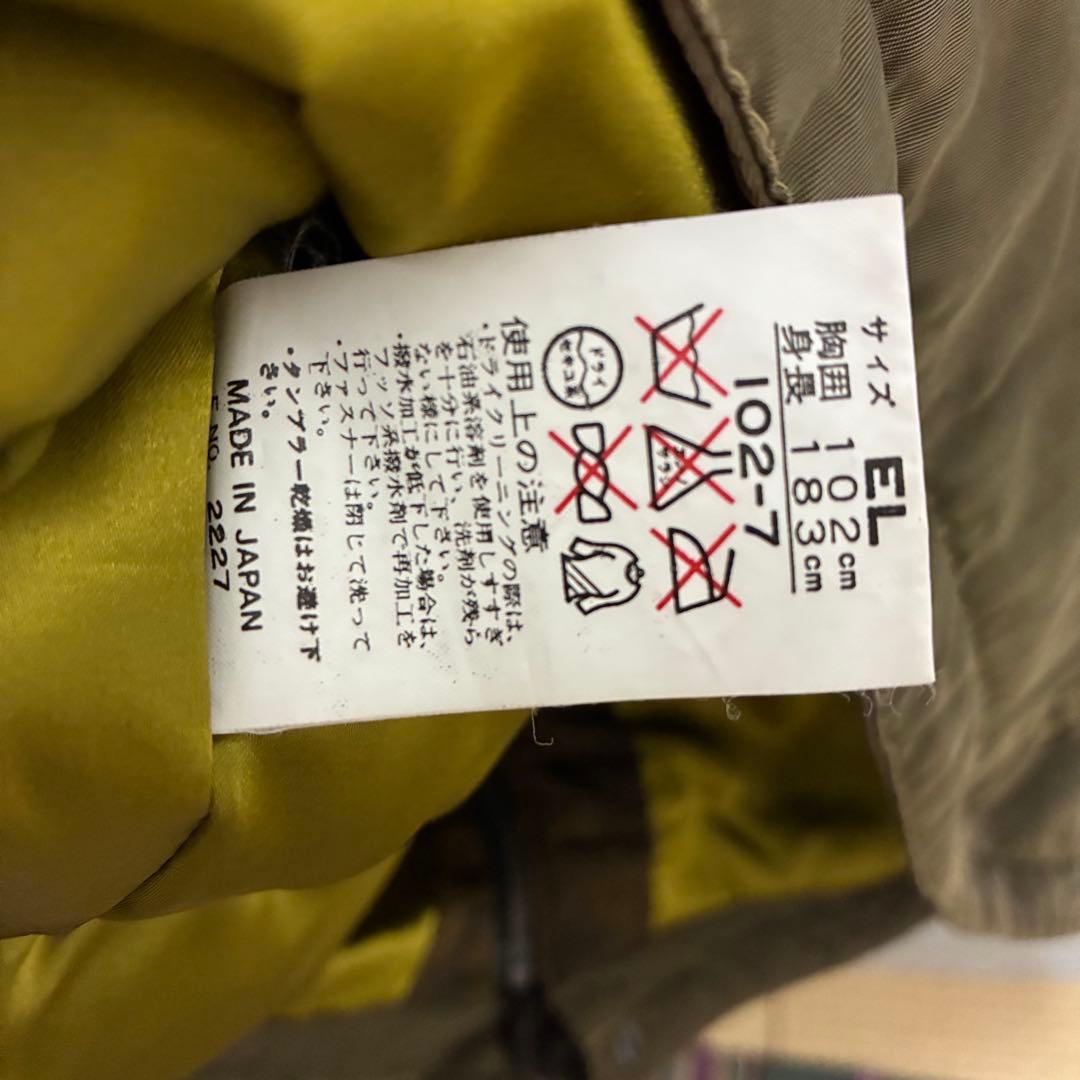 サイズ EL
胸囲 102cm
身長 183cm
102-7
エンソ
サラシ
ドライ
セキユ系
使用上の注意
・ドライクリーニングの際は、
石油系溶剤を使用しすすぎ
を十分に行い、洗剤が残ら
ない様にして下さい。
・撥水加工が低下した場合は、
フッソ系撥水剤で再加工を
行って下さい。
・ファスナーは閉じて洗って
下さい。
・タンブラー乾燥はお避け下
さい。
MADE IN JAPAN
F.NO. 2227